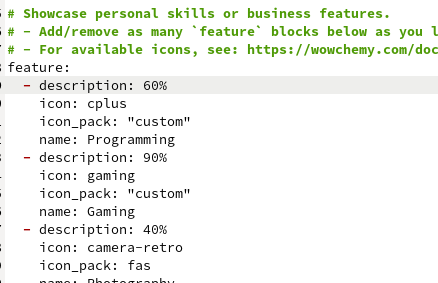 # Showcase personal skills or business features.
# - Add/remove as many `feature` blocks below as you l
# - For available icons, see: https://wowchemy.com/doc
feature:
  - description: 60%
    icon: cplus
    icon_pack: "custom"
    name: Programming
  - description: 90%
    icon: gaming
    icon_pack: "custom"
    name: Gaming
  - description: 40%
    icon: camera-retro
    icon_pack: fas
    name: Photography